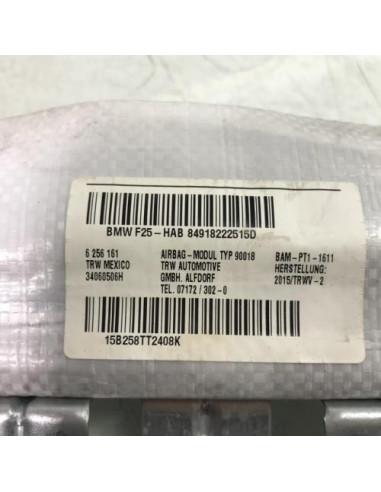 BMW F25-HAB 84918222515D
6 256 161 AIRBAG-MODUL TYP 90018 BAM-PT1-1611
TRW MEXICO TRW AUTOMOTIVE HERSTELLUNG:
34060506H GMBH. ALFDORF 2015/TRWV-2
TEL. 07172/302-0
15B258TT2408K